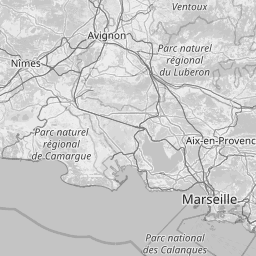 Ventoux
Avignon
Parc naturel
régional
du Luberon
Nîmes
Parc naturel
régional
de Camargue
Aix-en-Provenc
Marseille
Parc national
des Calanques